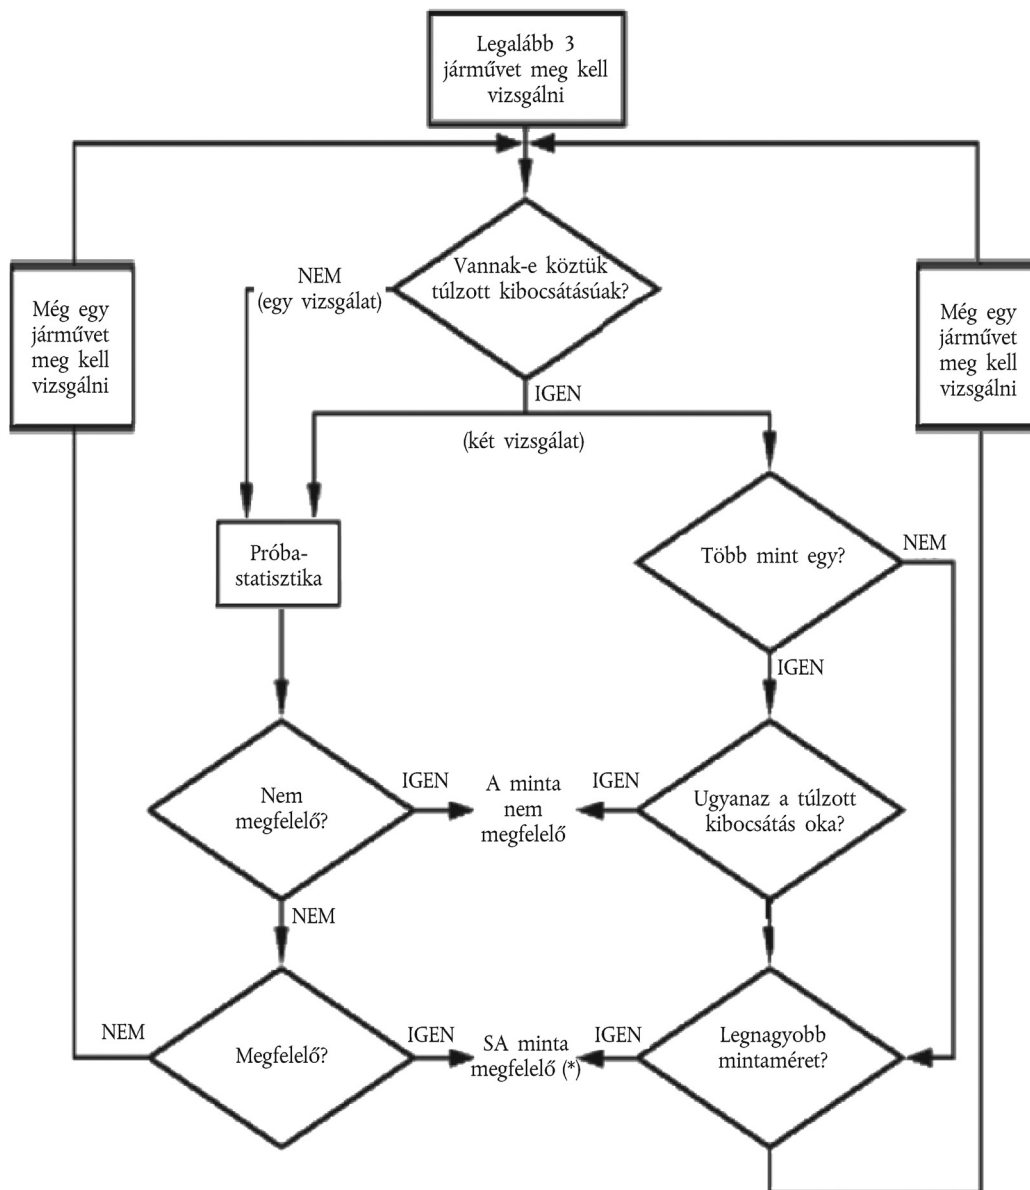 Legalább 3
járművet meg kell
vizsgálni
Vannak-e köztük
túlzott kibocsátásúak?
NEM
(egy vizsgálat)
Még egy
járművet
meg kell
vizsgálni
Még egy
járművet
meg kell
vizsgálni
IGEN
(két vizsgálat)
Próba-
statisztika
Több mint egy?
NEM
IGEN
Nem
megfelelő?
IGEN
A minta
nem
megfelelő
IGEN
Ugyanaz a túlzott
kibocsátás oka?
NEM
NEM
Megfelelő?
IGEN
SA minta
megfelelő (*)
IGEN
Legnagyobb
mintaméret?